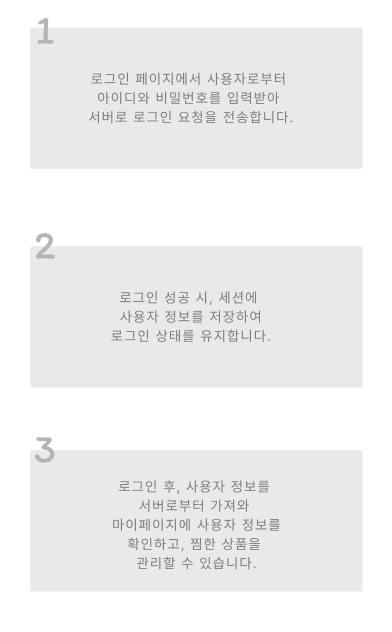 1
로그인 페이지에서 사용자로부터
아이디와 비밀번호를 입력받아
서버로 로그인 요청을 전송합니다.
2
로그인 성공 시, 세션에
사용자 정보를 저장하여
로그인 상태를 유지합니다.
3
로그인 후, 사용자 정보를
서버로부터 가져와
마이페이지에 사용자 정보를
확인하고, 찜한 상품을
관리할 수 있습니다.